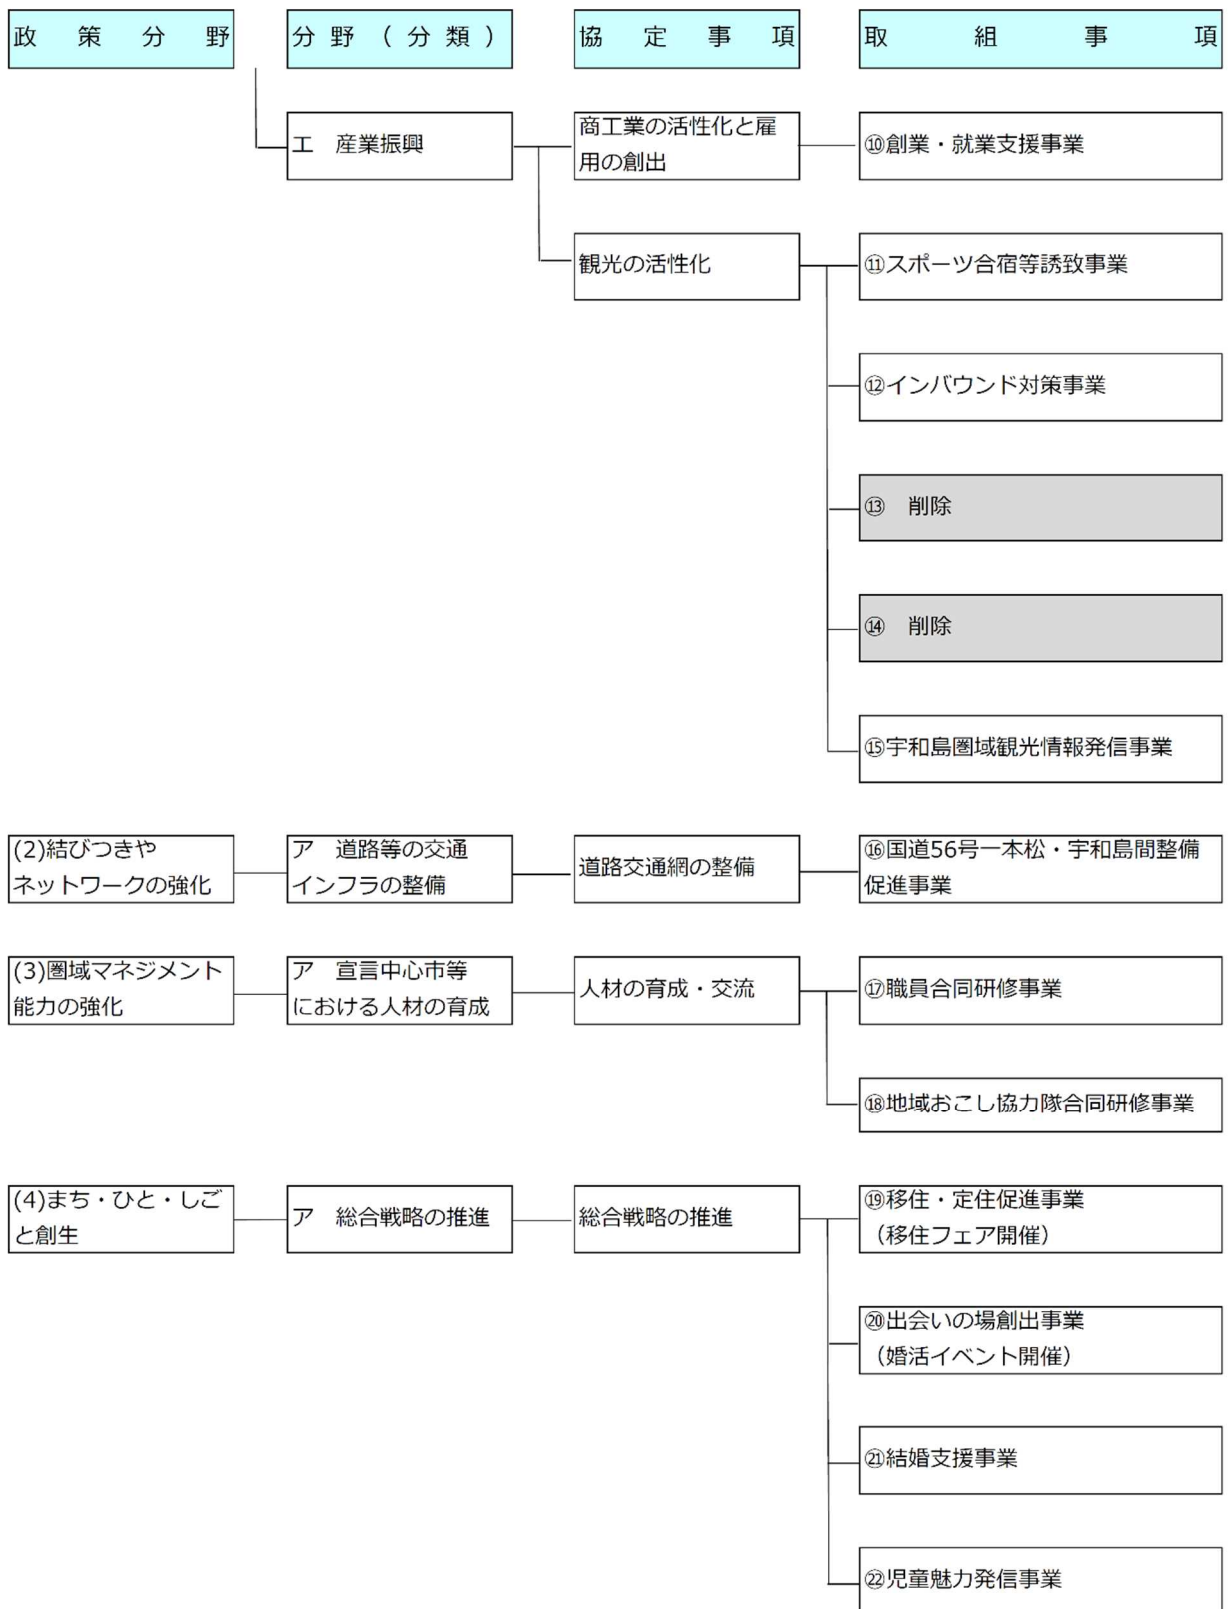 政策分野
分野（分類）
協定事項
取組事項
エ　産業振興
商工業の活性化と雇
用の創出
⑩創業・就業支援事業
観光の活性化
⑪スポーツ合宿等誘致事業
⑫インバウンド対策事業
⑬　削除
⑭　削除
⑮宇和島圏域観光情報発信事業
(2)結びつきや
ネットワークの強化
ア　道路等の交通
インフラの整備
道路交通網の整備
⑯国道56号一本松・宇和島間整備
促進事業
(3)圏域マネジメント
能力の強化
ア　宣言中心市等
における人材の育成
人材の育成・交流
⑰職員合同研修事業
⑱地域おこし協力隊合同研修事業
(4)まち・ひと・しご
と創生
ア　総合戦略の推進
総合戦略の推進
⑲移住・定住促進事業
（移住フェア開催）
⑳出会いの場創出事業
（婚活イベント開催）
㉑結婚支援事業
㉒児童魅力発信事業